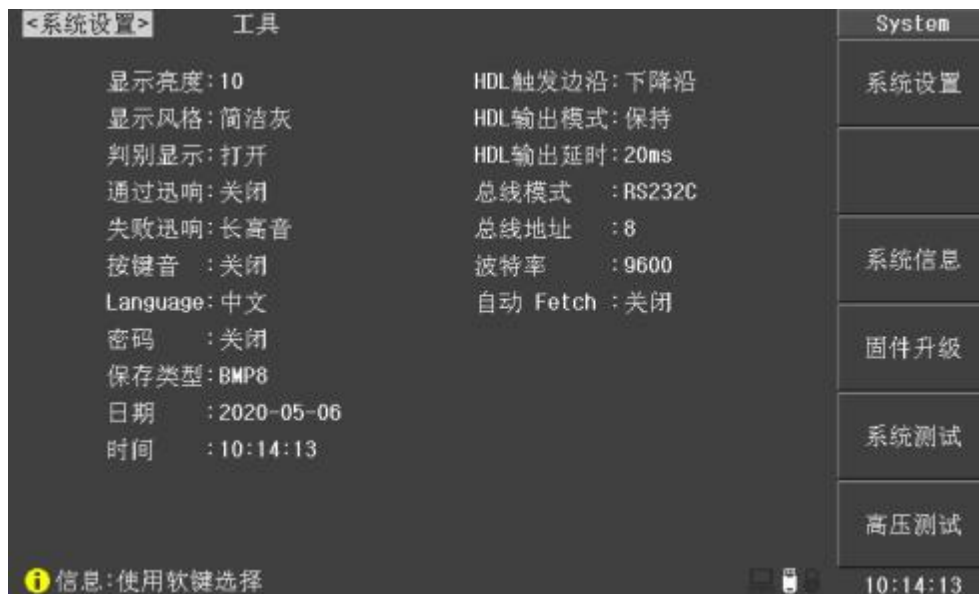 <系统设置> 工具
显示亮度:10
显示风格:简洁灰
判别显示:打开
通过迅响:关闭
失败迅响:长高音
按键音 :关闭
Language:中文
密码 :关闭
保存类型:BMP8
日期 :2020-05-06
时间 :10:14:13
HDL触发边沿:下降沿
HDL输出模式:保持
HDL输出延时:20ms
总线模式 :RS232C
总线地址 :8
波特率 :9600
自动 Fetch :关闭
System
系统设置
系统信息
固件升级
系统测试
高压测试
信息:使用软键选择
10:14:13